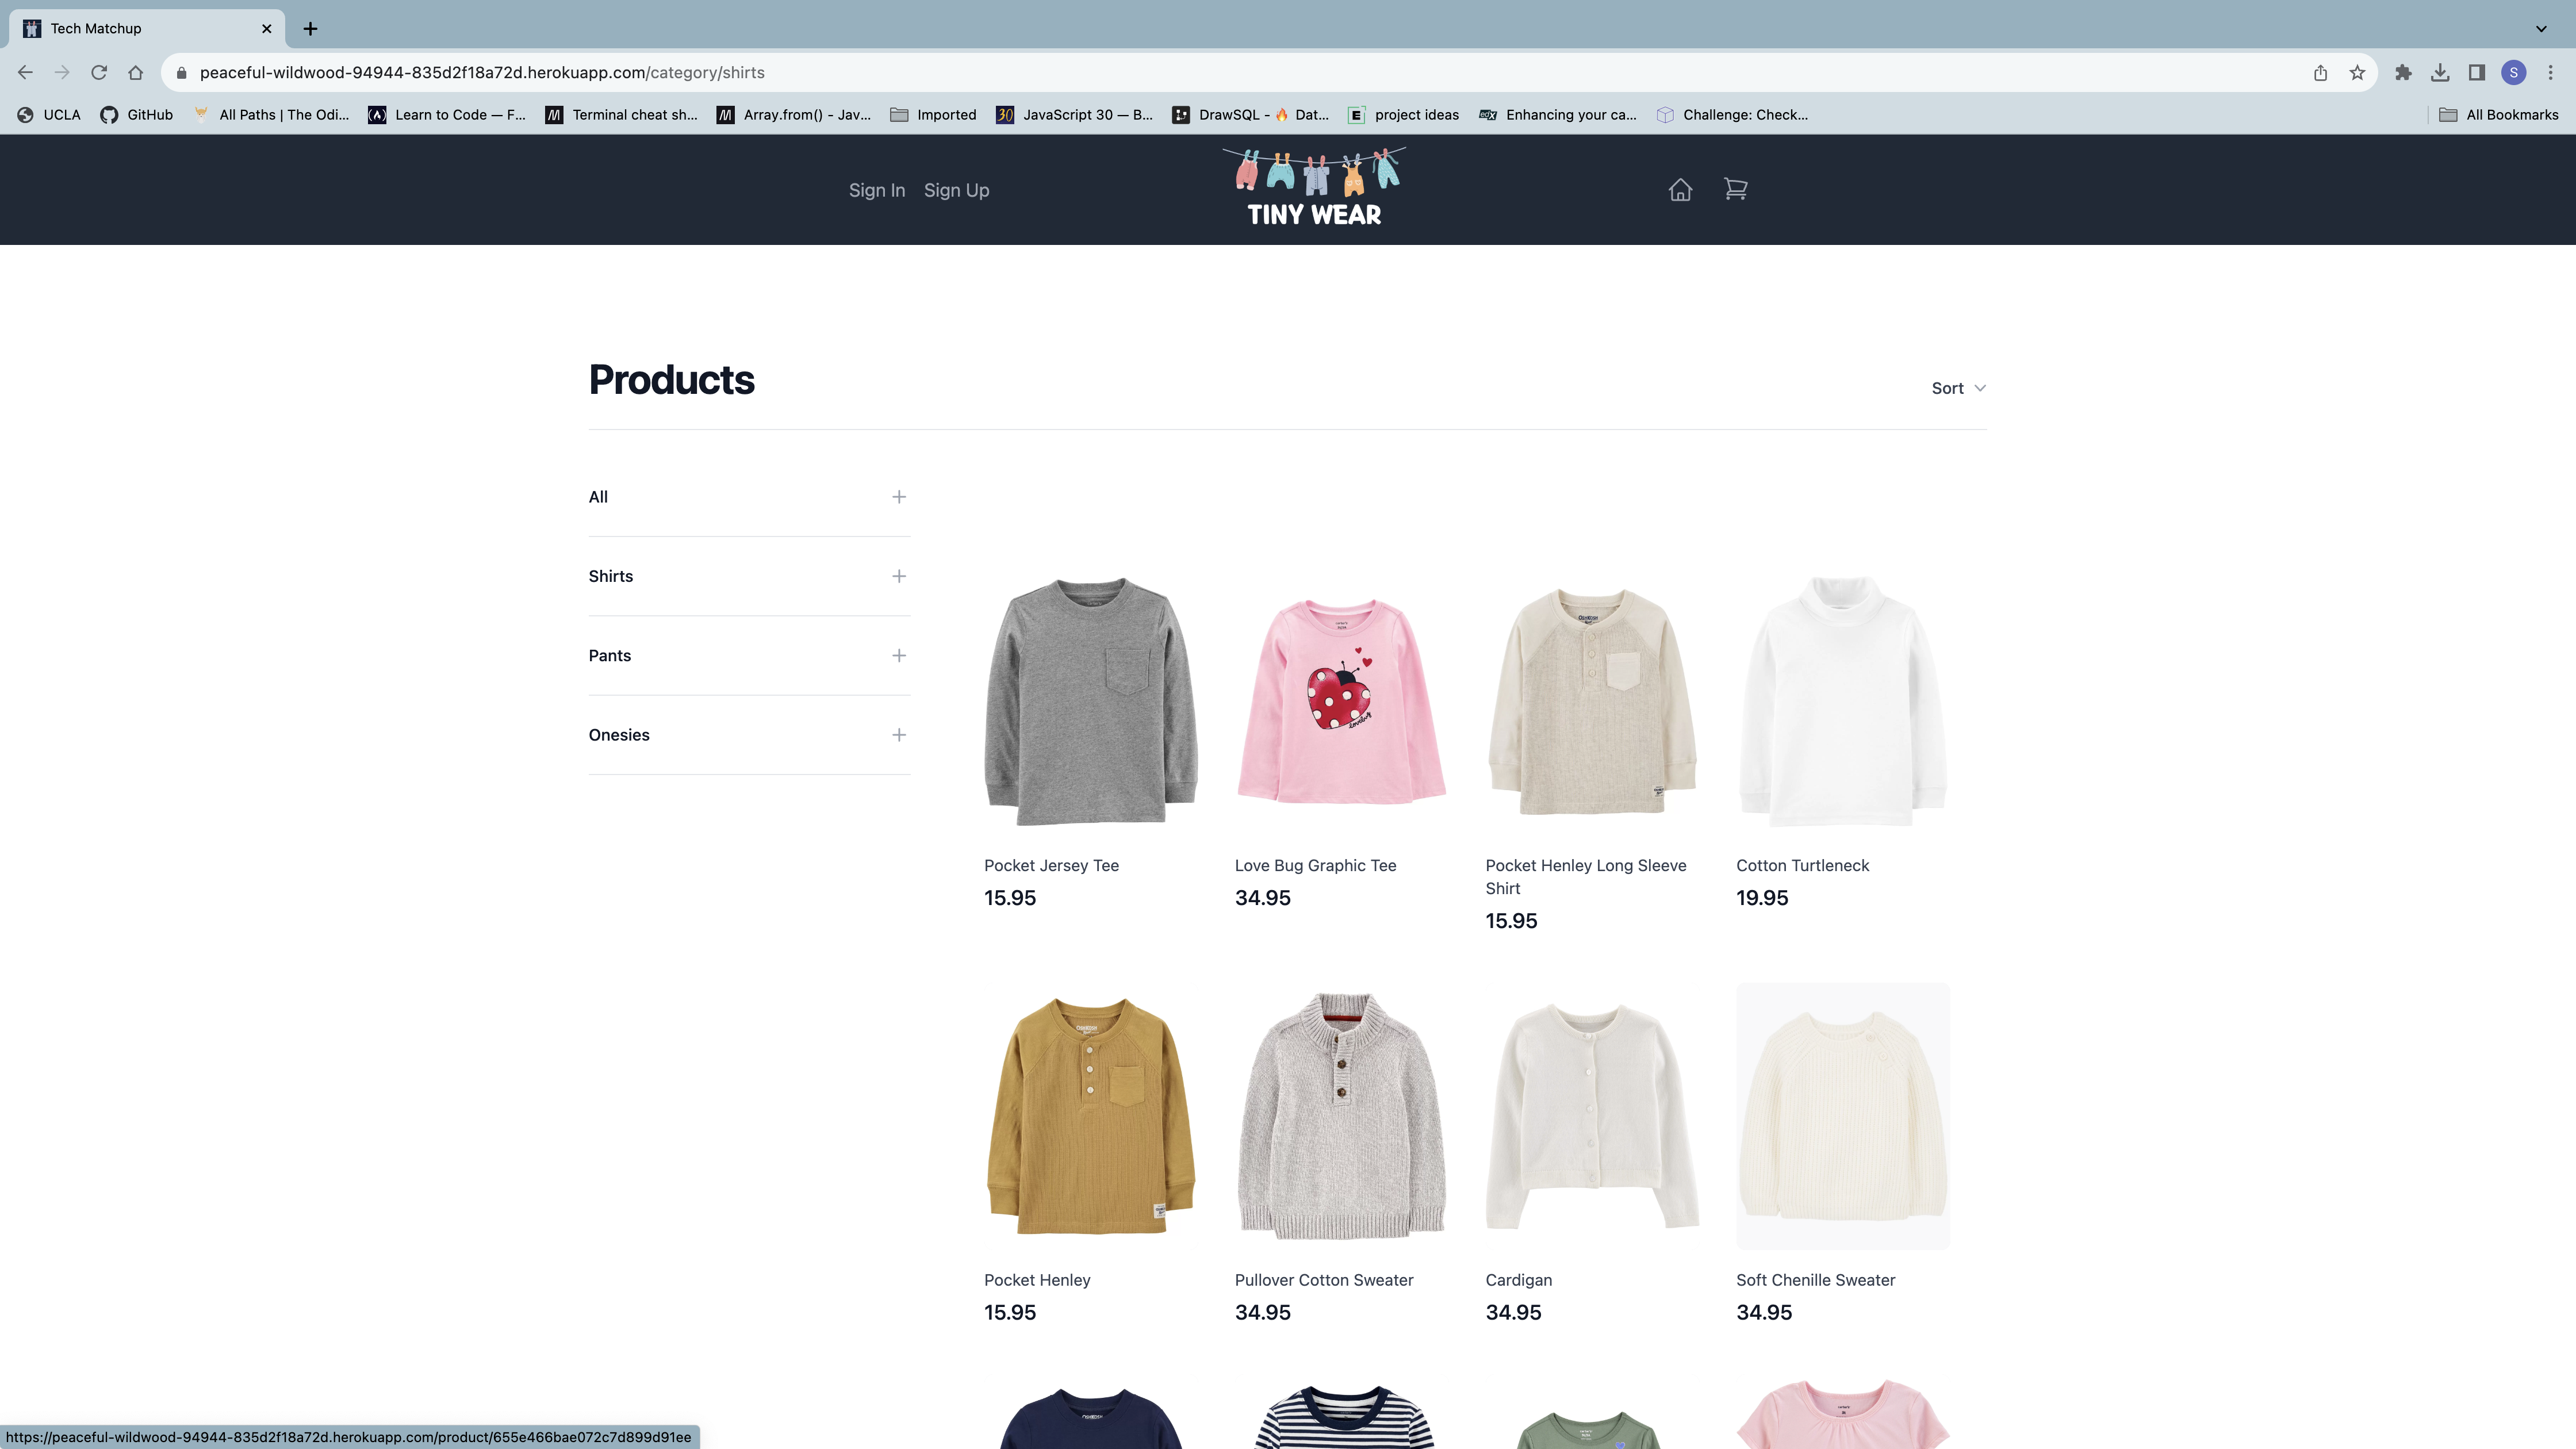 Tech Matchup
peaceful-wildwood-94944-835d2f18a72d.herokuapp.com/category/shirts
S
UCLA
GitHub
All Paths | The Odi...
Learn to Code — F...
Terminal cheat sh...
Array.from() - Jav...
Imported
JavaScript 30 — B...
DrawSQL - 🔥 Dat...
project ideas
Enhancing your ca...
Challenge: Check...
All Bookmarks
Sign In
Sign Up
TINY WEAR
Products
Sort
All
Shirts
Pants
Onesies
Pocket Jersey Tee
15.95
Love Bug Graphic Tee
34.95
Pocket Henley Long Sleeve
Shirt
15.95
Cotton Turtleneck
19.95
Pocket Henley
15.95
Pullover Cotton Sweater
34.95
Cardigan
34.95
Soft Chenille Sweater
34.95
https://peaceful-wildwood-94944-835d2f18a72d.herokuapp.com/product/655e466bae072c7d899d91ee